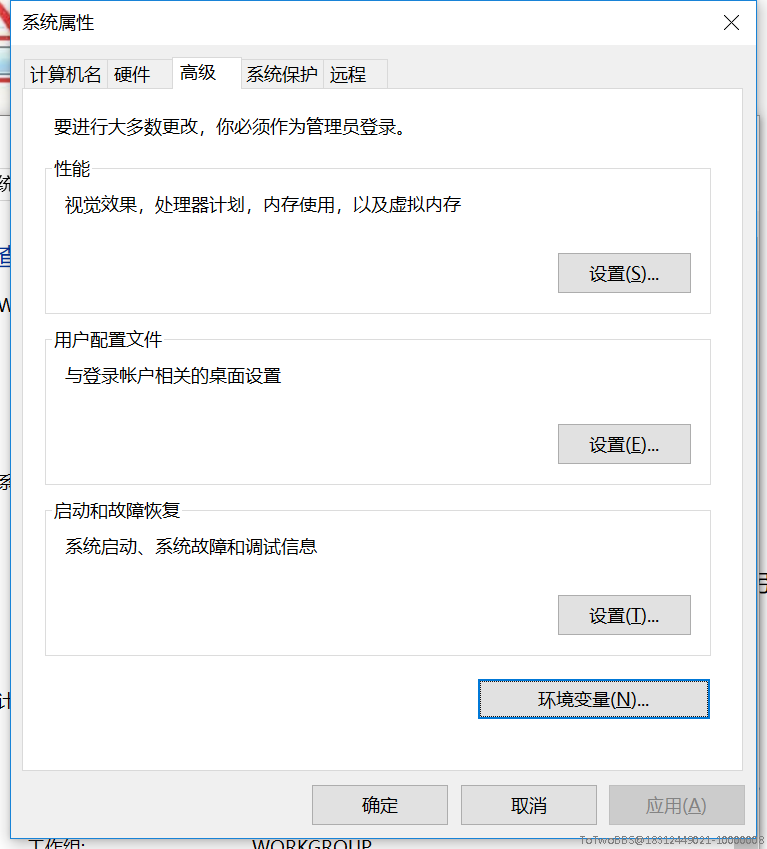 系统属性
计算机名 硬件 高级 系统保护 远程
要进行大多数更改，你必须作为管理员登录。
性能
视觉效果，处理器计划，内存使用，以及虚拟内存
设置(S)...
用户配置文件
与登录帐户相关的桌面设置
设置(E)...
启动和故障恢复
系统启动、系统故障和调试信息
设置(T)...
环境变量(N)...
确定 取消 应用(A)
工作组: WORKGROUP
ToTwoBBS@18312449021-10000008